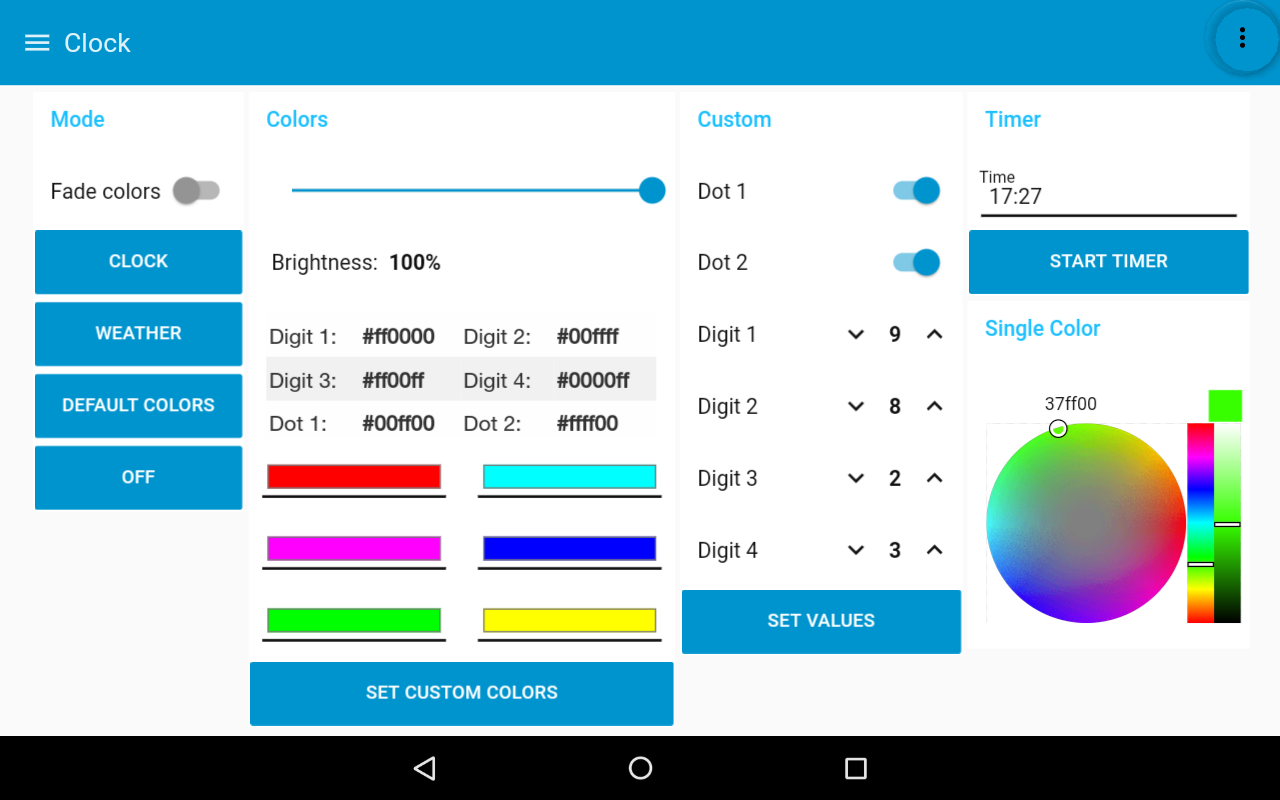 Clock
Mode
Fade colors
CLOCK
WEATHER
DEFAULT COLORS
OFF
Colors
Brightness: 100%
Digit 1: #ff0000 Digit 2: #00ffff
Digit 3: #ff00ff Digit 4: #0000ff
Dot 1: #00ff00 Dot 2: #ffff00
SET CUSTOM COLORS
Custom
Dot 1
Dot 2
Digit 1 9
Digit 2 8
Digit 3 2
Digit 4 3
SET VALUES
Timer
Time
17:27
START TIMER
Single Color
37ff00